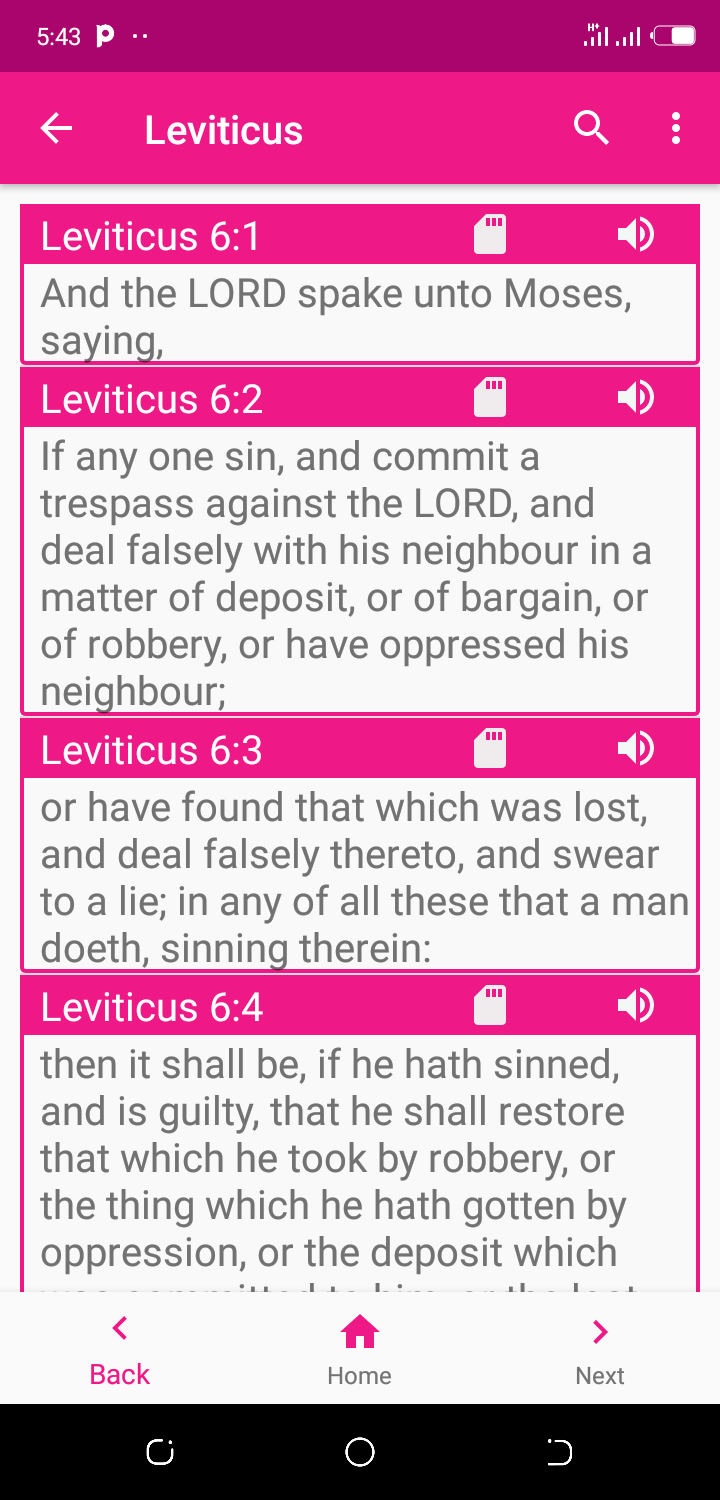 5:43
H+
Leviticus
Leviticus 6:1
And the LORD spake unto Moses,
saying,
Leviticus 6:2
If any one sin, and commit a
trespass against the LORD, and
deal falsely with his neighbour in a
matter of deposit, or of bargain, or
of robbery, or have oppressed his
neighbour;
Leviticus 6:3
or have found that which was lost,
and deal falsely thereto, and swear
to a lie; in any of all these that a man
doeth, sinning therein:
Leviticus 6:4
then it shall be, if he hath sinned,
and is guilty, that he shall restore
that which he took by robbery, or
the thing which he hath gotten by
oppression, or the deposit which
Back
Home
Next